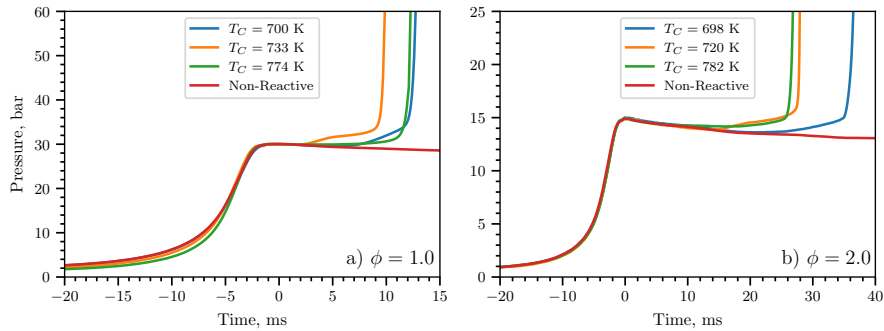 60
50
40
30
20
10
0
Pressure, bar
T_C = 700 K
T_C = 733 K
T_C = 774 K
Non-Reactive
a) ϕ = 1.0
−20 −15 −10 −5 0 5 10 15
Time, ms
25
20
15
10
5
0
T_C = 698 K
T_C = 720 K
T_C = 782 K
Non-Reactive
b) ϕ = 2.0
−20 −10 0 10 20 30 40
Time, ms